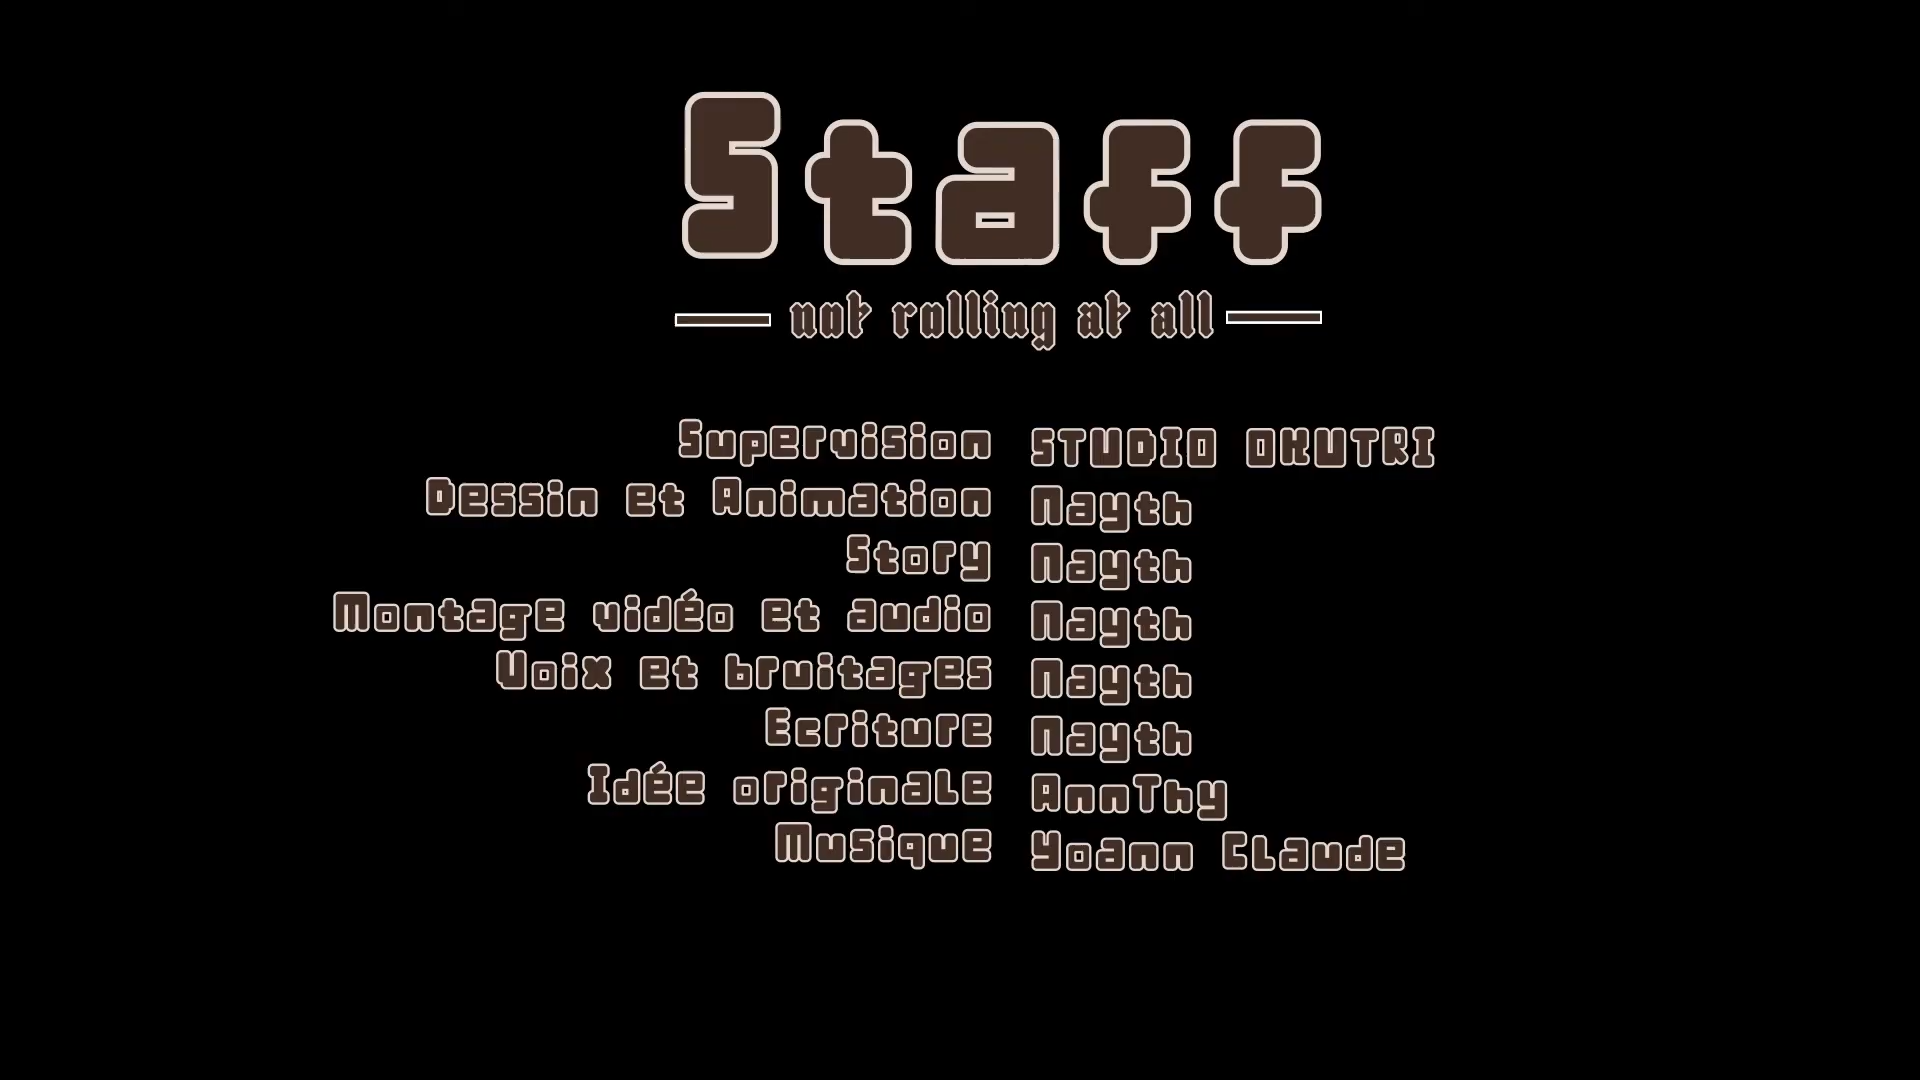 Staff
not rolling at all
Supervision STUDIO OKUTRI
Dessin et Animation Nayth
Story Nayth
Montage vidéo et audio Nayth
Voix et bruitages Nayth
Ecriture Nayth
Idée originale AnnThy
Musique Yoann Claude